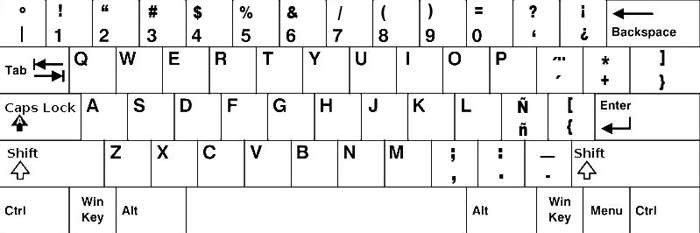 ° ! “ # $ % & / ( ) = ? ¡
| 1 2 3 4 5 6 7 8 9 0 ‘ ¿ Backspace
Tab Q W E R T Y U I O P ¨ * ]
´ + }
Caps Lock A S D F G H J K L Ñ [ Enter
ñ {
Shift Z X C V B N M ; : _ Shift
, . -
Ctrl Win Key Alt Alt Win Key Menu Ctrl